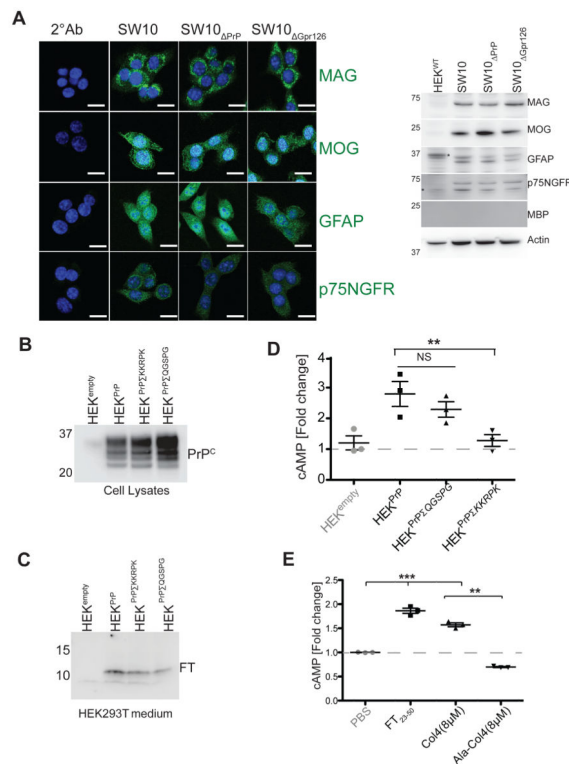 A
2°Ab SW10 SW10ΔPrP SW10ΔGpr126
MAG
MOG
GFAP
p75NGFR
HEKWT SW10 SW10ΔPrP SW10ΔGpr126
75
MAG
25
MOG
37
GFAP
*
75
p75NGFR
*
25
MBP
Actin
37
B
HEKempty HEKPrP HEKPrPΣKKRPK HEKPrPΣQGSPG
37
PrPC
20
Cell Lysates
C
HEKempty HEKPrP HEKPrPΣKKRPK PrPΣQGSPG
15
10
FT
HEK293T medium
D
cAMP [Fold change]
**
NS
4
3
2
1
0
HEKempty HEKPrP HEKPrPΣQGSPG HEKPrPΣKKRPK
E
cAMP [Fold change]
***
**
2.5
2.0
1.5
1.0
0.5
0.0
PBS FT23-50 Col4(8μM) Ala-Col4(8μM)